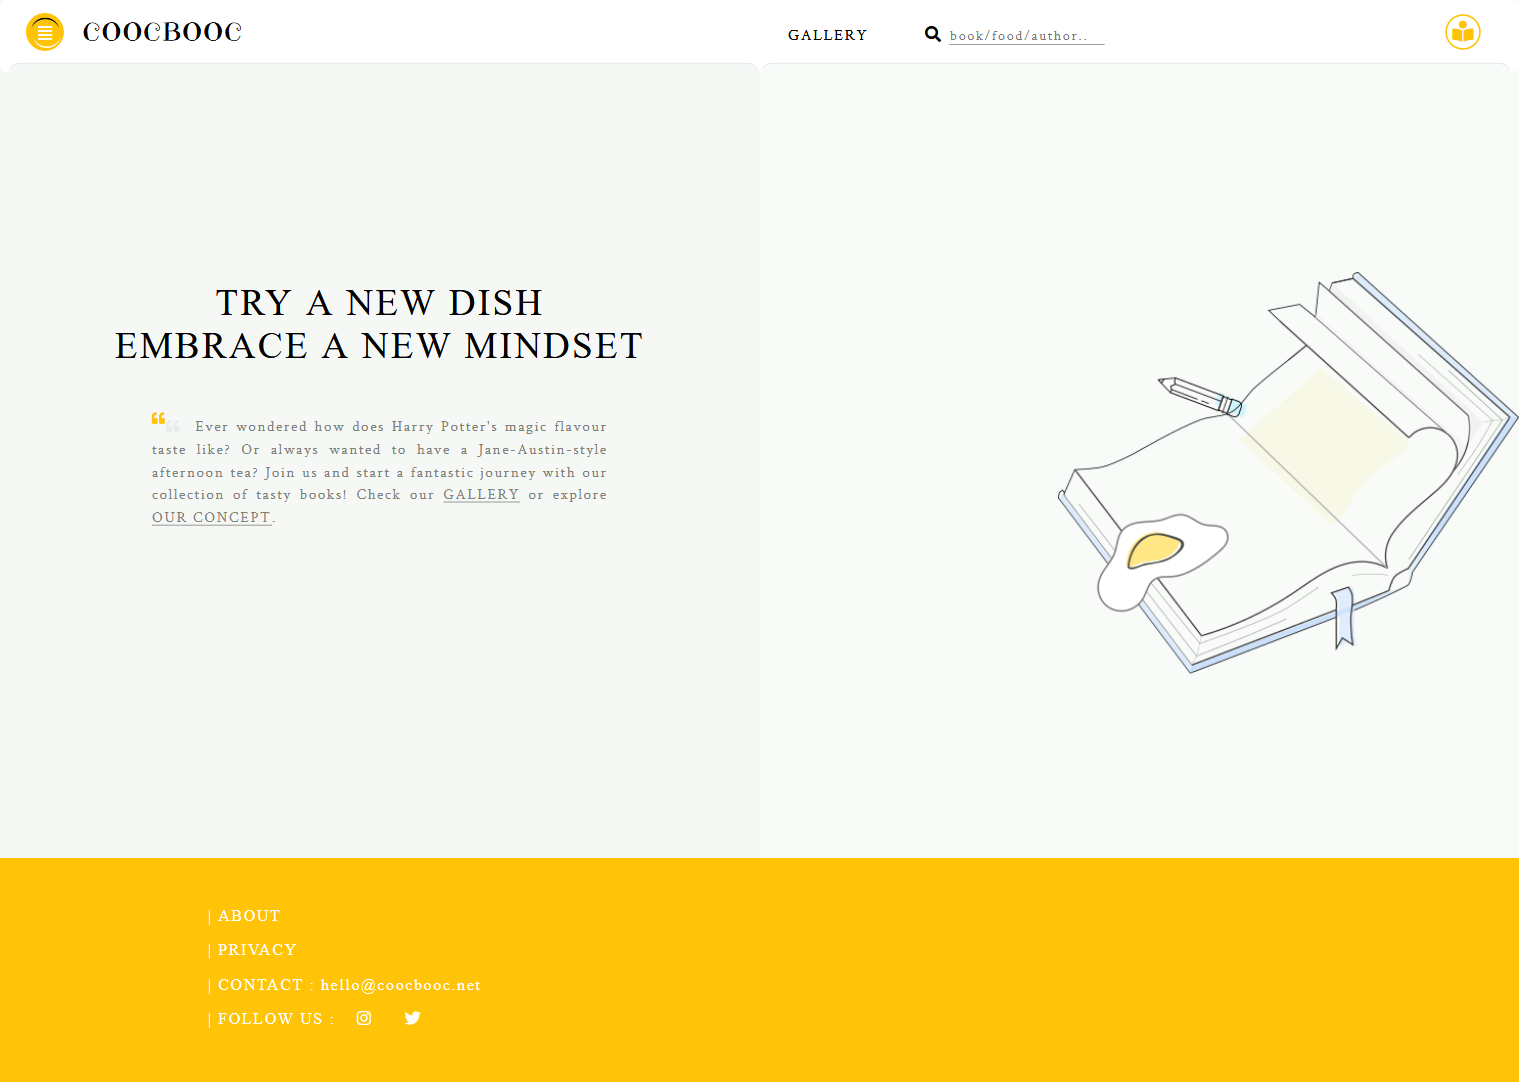 COOCBOOC
GALLERY
book/food/author..
TRY A NEW DISH
EMBRACE A NEW MINDSET
Ever wondered how does Harry Potter's magic flavour
taste like? Or always wanted to have a Jane-Austin-style
afternoon tea? Join us and start a fantastic journey with our
collection of tasty books! Check our GALLERY or explore
OUR CONCEPT.
| ABOUT
| PRIVACY
| CONTACT : hello@coocbooc.net
| FOLLOW US :